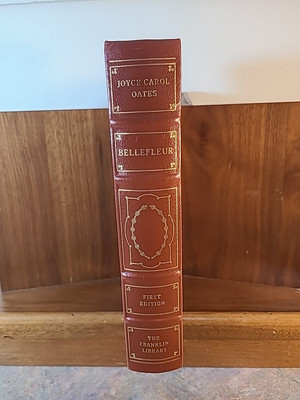 JOYCE CAROL
OATES
BELLEFLEUR
FIRST
EDITION
THE
FRANKLIN
LIBRARY